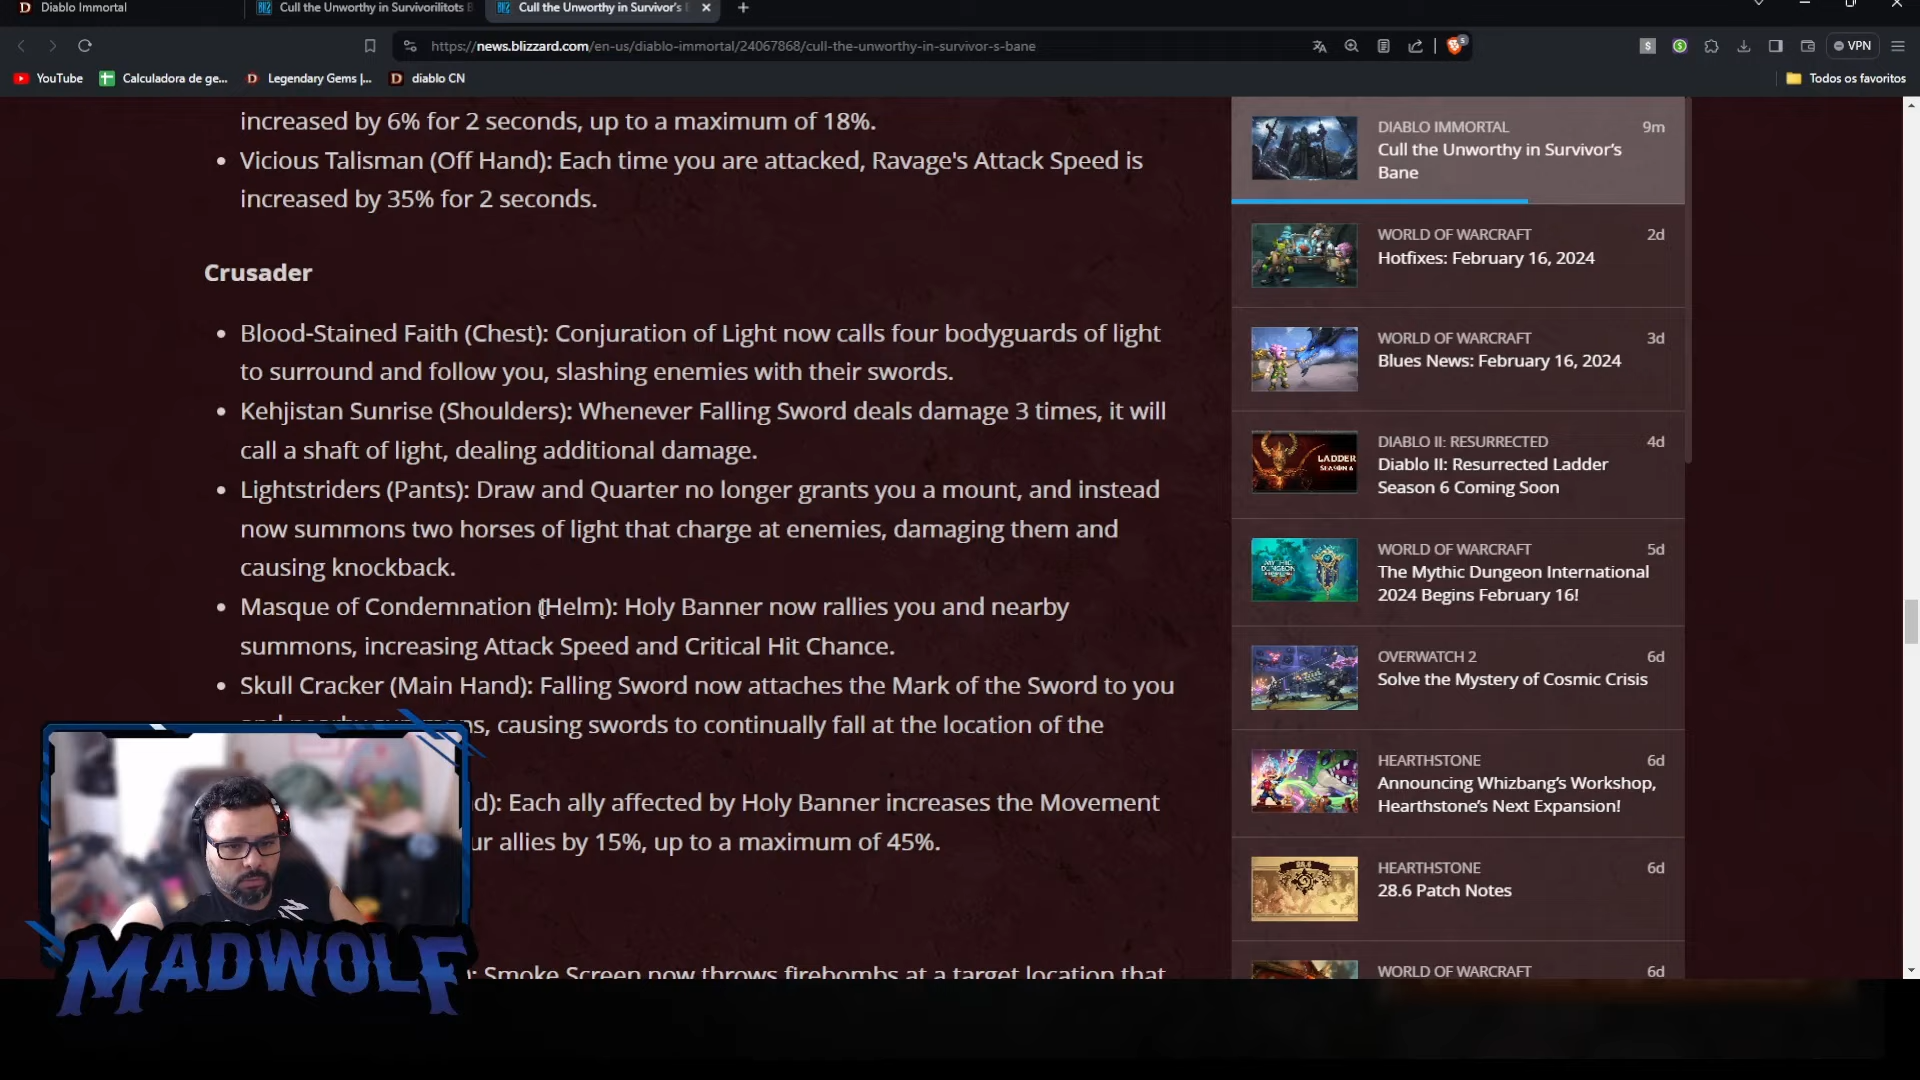 Diablo Immortal
Cull the Unworthy in Survivorilitots B
Cull the Unworthy in Survivor's
https://news.blizzard.com/en-us/diablo-immortal/24067868/cull-the-unworthy-in-survivor-s-bane
VPN
YouTube
Calculadora de ge...
Legendary Gems |...
diablo CN
Todos os favoritos
increased by 6% for 2 seconds, up to a maximum of 18%.
Vicious Talisman (Off Hand): Each time you are attacked, Ravage's Attack Speed is
increased by 35% for 2 seconds.
Crusader
Blood-Stained Faith (Chest): Conjuration of Light now calls four bodyguards of light
to surround and follow you, slashing enemies with their swords.
Kehjistan Sunrise (Shoulders): Whenever Falling Sword deals damage 3 times, it will
call a shaft of light, dealing additional damage.
Lightstriders (Pants): Draw and Quarter no longer grants you a mount, and instead
now summons two horses of light that charge at enemies, damaging them and
causing knockback.
Masque of Condemnation (Helm): Holy Banner now rallies you and nearby
summons, increasing Attack Speed and Critical Hit Chance.
Skull Cracker (Main Hand): Falling Sword now attaches the Mark of the Sword to you
causing swords to continually fall at the location of the
d): Each ally affected by Holy Banner increases the Movement
ur allies by 15%, up to a maximum of 45%.
: Smoke Screen now throws firebombs at a target location that
MADWOLF
DIABLO IMMORTAL 9m
Cull the Unworthy in Survivor's
Bane
WORLD OF WARCRAFT 2d
Hotfixes: February 16, 2024
WORLD OF WARCRAFT 3d
Blues News: February 16, 2024
LADDER
SEASON 6
DIABLO II: RESURRECTED 4d
Diablo II: Resurrected Ladder
Season 6 Coming Soon
MYTHIC
DUNGEON
WORLD OF WARCRAFT 5d
The Mythic Dungeon International
2024 Begins February 16!
OVERWATCH 2 6d
Solve the Mystery of Cosmic Crisis
HEARTHSTONE 6d
Announcing Whizbang's Workshop,
Hearthstone's Next Expansion!
28.6
HEARTHSTONE 6d
28.6 Patch Notes
WORLD OF WARCRAFT 6d